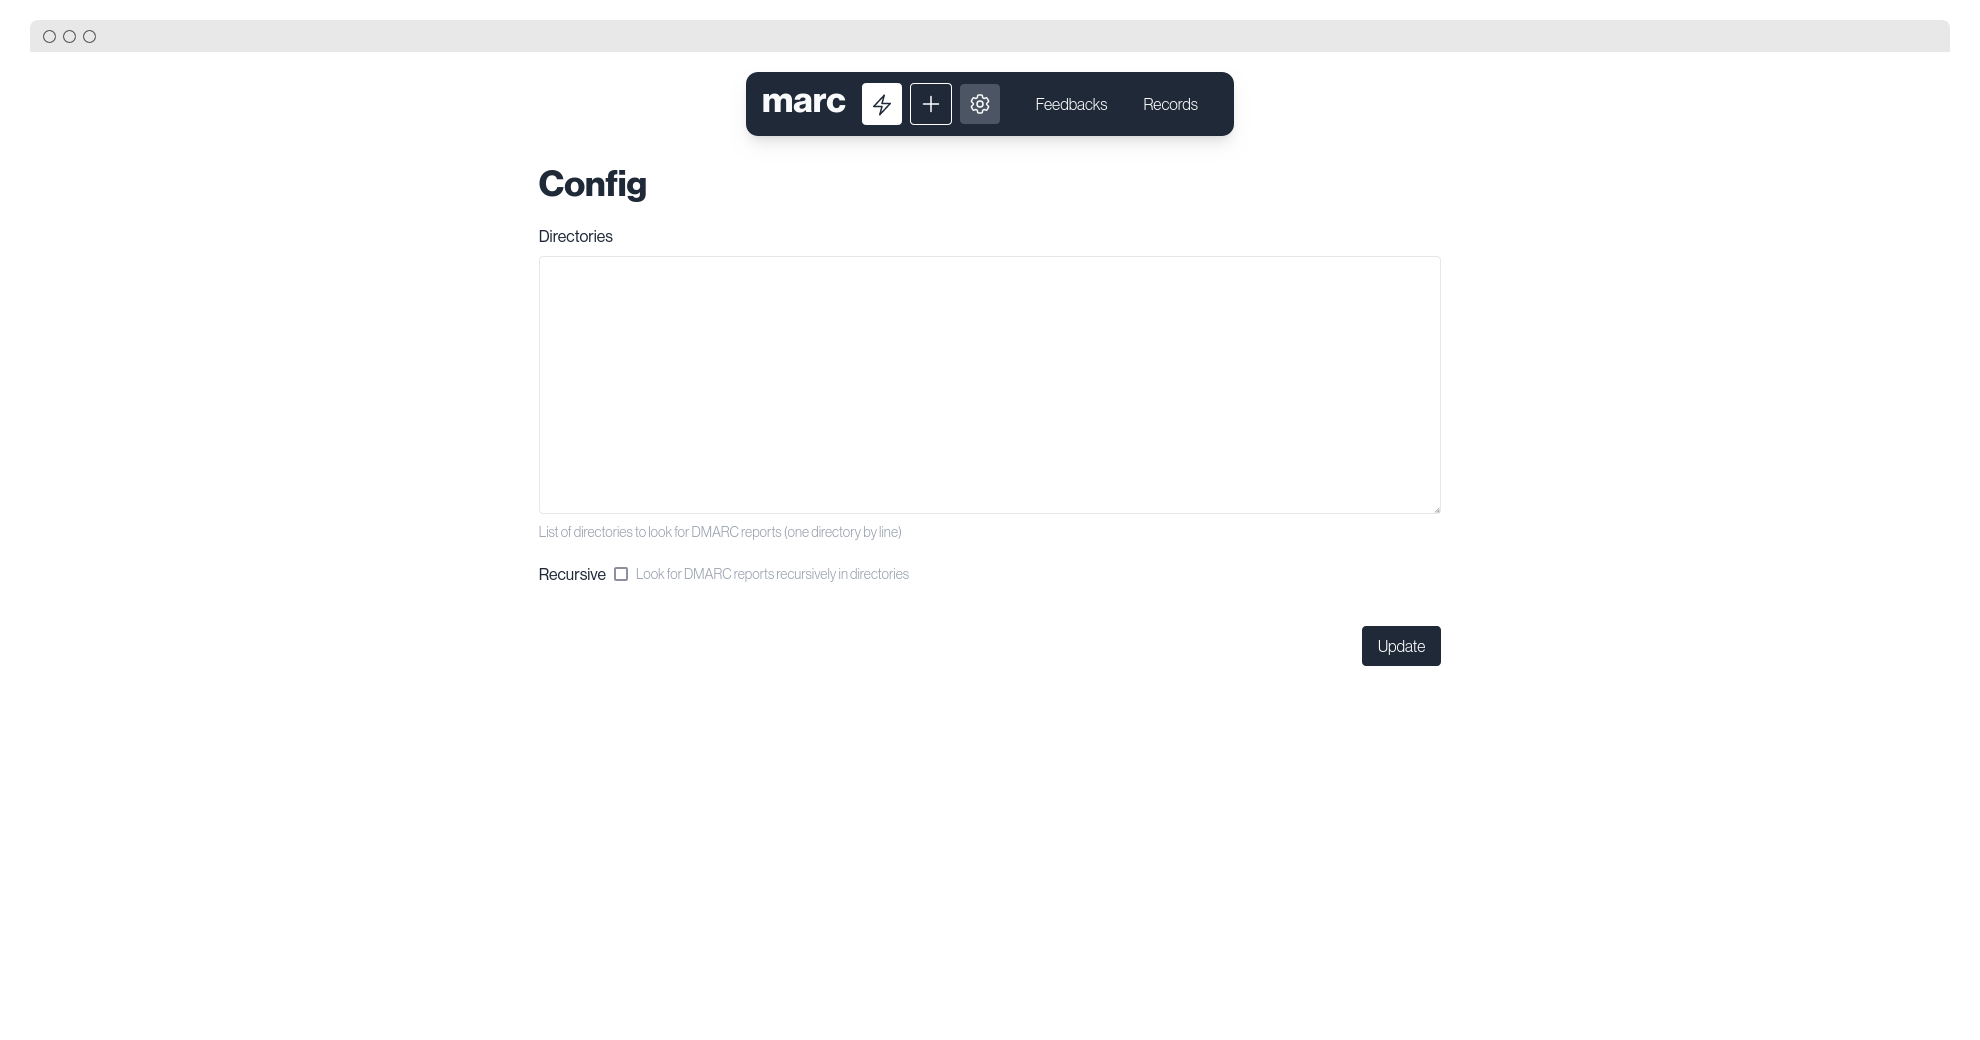 marc
Feedbacks
Records
Config
Directories
List of directories to look for DMARC reports (one directory by line)
Recursive
Look for DMARC reports recursively in directories
Update